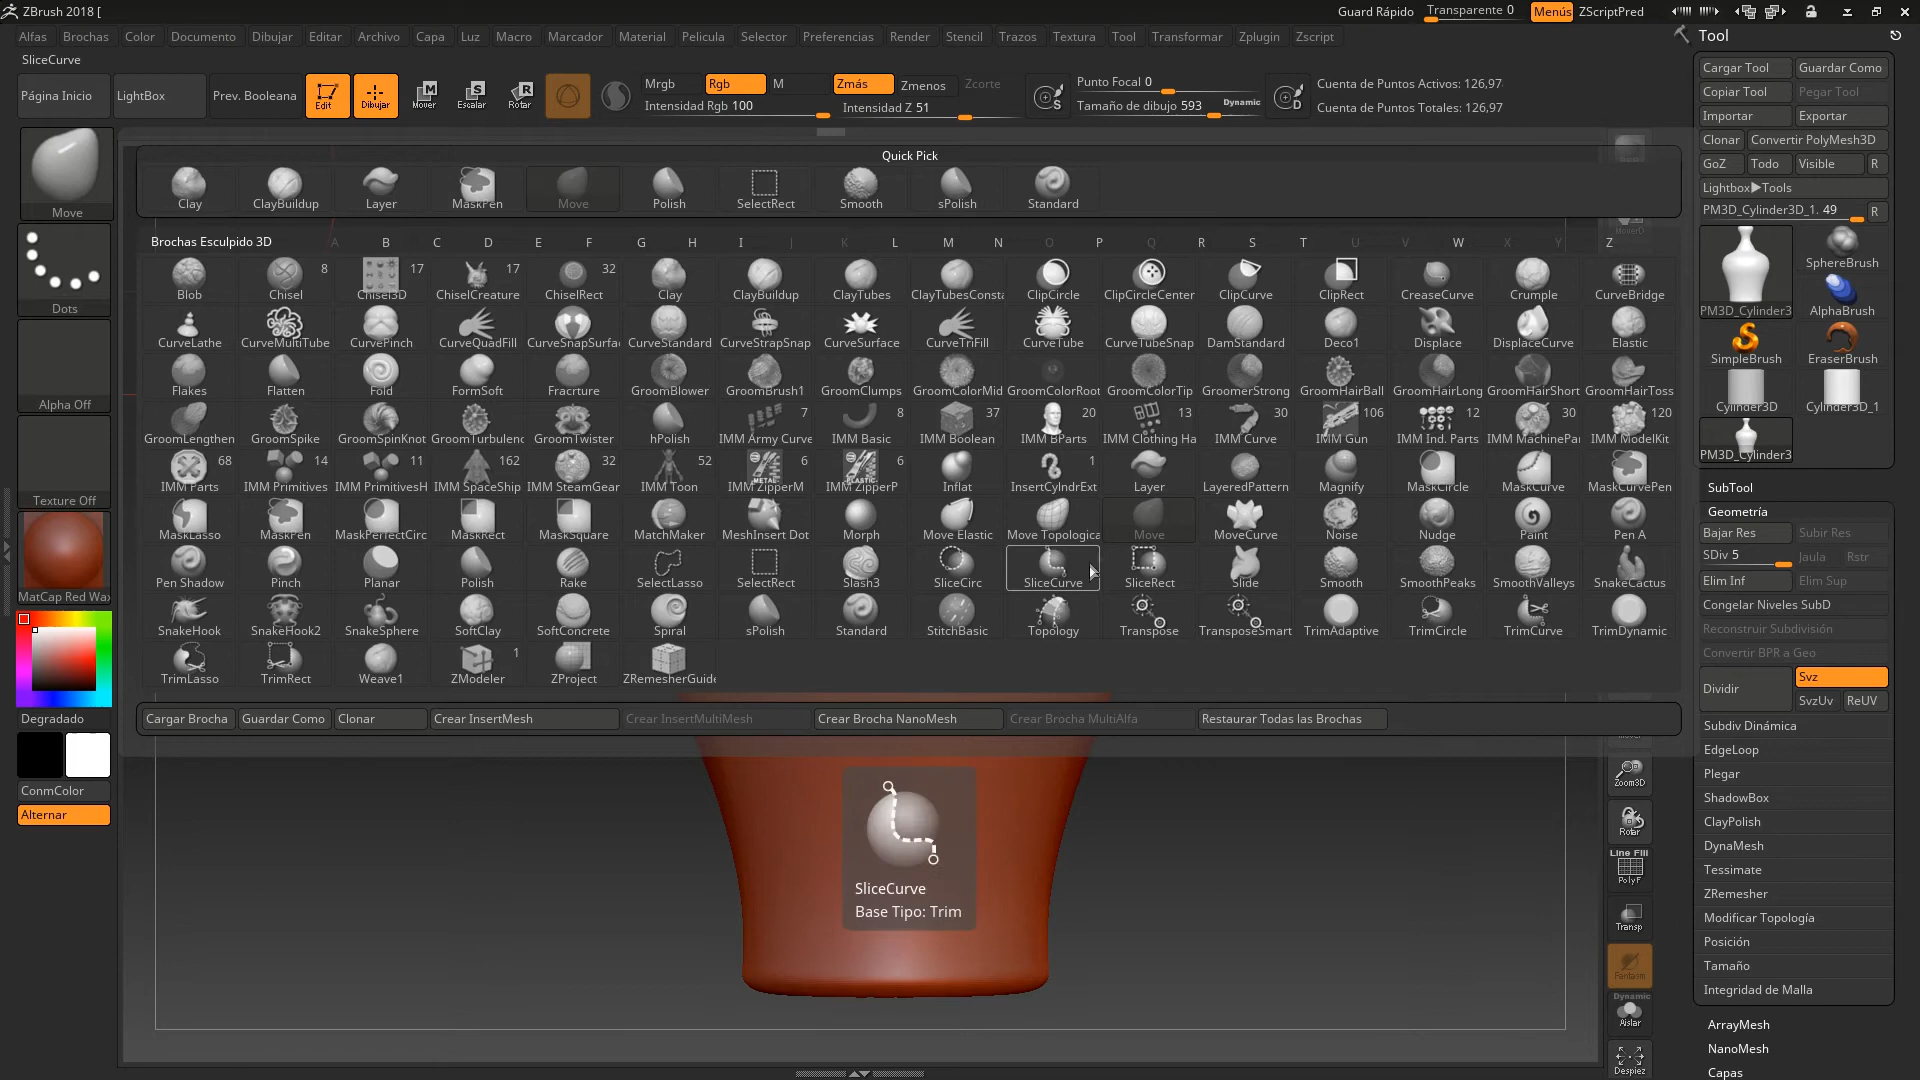 ZBrush 2018 [
Guard Rápido
Transparente 0
Menús
ZScriptPred
Alfas
Brochas
Color
Documento
Dibujar
Editar
Archivo
Capa
Luz
Macro
Marcador
Material
Pelicula
Selector
Preferencias
Render
Stencil
Trazos
Textura
Tool
Transformar
Zplugin
Zscript
Tool
SliceCurve
Página Inicio
LightBox
Prev. Booleana
Edit
Dibujar
Mover
Escalar
Rotar
Mrgb
Rgb
M
Zmás
Zmenos
Zcorte
Intensidad Rgb 100
Intensidad Z 51
Punto Focal 0
Tamaño de dibujo 593
Dynamic
Cuenta de Puntos Activos: 126,97
Cuenta de Puntos Totales: 126,97
Cargar Tool
Guardar Como
Copiar Tool
Pegar Tool
Importar
Exportar
Clonar
Convertir PolyMesh3D
GoZ
Todo
Visible
R
Lightbox▶Tools
PM3D_Cylinder3D_1. 49
R
PM3D_Cylinder3
SphereBrush
AlphaBrush
SimpleBrush
EraserBrush
Cylinder3D
Cylinder3D_1
PM3D_Cylinder3
SubTool
Geometría
Bajar Res
Subir Res
SDiv 5
Jaula
Rstr
Elim Inf
Elim Sup
Congelar Niveles SubD
Reconstruir Subdivisión
Convertir BPR a Geo
Dividir
Svz
SvzUv
ReUV
Subdiv Dinámica
EdgeLoop
Plegar
ShadowBox
ClayPolish
DynaMesh
Tessimate
ZRemesher
Modificar Topología
Posición
Tamaño
Integridad de Malla
ArrayMesh
NanoMesh
Capas
Move
Dots
Alpha Off
Texture Off
MatCap Red Wax
Degradado
ConmColor
Alternar
Quick Pick
Clay
ClayBuildup
Layer
MaskPen
Move
Polish
SelectRect
Smooth
sPolish
Standard
Brochas Esculpido 3D
A B C D E F G H I J K L M N O P Q R S T U V W X Y Z
Blob
Chisel 8
Chisel3D 17
ChiselCreature 17
ChiselRect 32
Clay
ClayBuildup
ClayTubes
ClayTubesConsta
ClipCircle
ClipCircleCenter
ClipCurve
ClipRect
CreaseCurve
Crumple
CurveBridge
CurveLathe
CurveMultiTube
CurvePinch
CurveQuadFill
CurveSnapSurfa
CurveStandard
CurveStrapSnap
CurveSurface
CurveTriFill
CurveTube
CurveTubeSnap
DamStandard
Deco1
Displace
DisplaceCurve
Elastic
Flakes
Flatten
Fold
FormSoft
Fracrture
GroomBlower
GroomBrush1
GroomClumps
GroomColorMid
GroomColorRoot
GroomColorTip
GroomerStrong
GroomHairBall
GroomHairLong
GroomHairShort
GroomHairToss
GroomLengthen
GroomSpike
GroomSpinKnot
GroomTurbulenc
GroomTwister
hPolish
IMM Army Curve 7
IMM Basic 8
IMM Boolean 37
IMM BParts 20
IMM Clothing Ha 13
IMM Curve 30
IMM Gun 106
IMM Ind. Parts 12
IMM MachinePar 30
IMM ModelKit 120
IMM Parts 68
IMM Primitives 14
IMM PrimitivesH 11
IMM SpaceShip 162
IMM SteamGear 32
IMM Toon 52
IMM ZipperM 6
IMM ZipperP 6
Inflat
InsertCylndrExt 1
Layer
LayeredPattern
Magnify
MaskCircle
MaskCurve
MaskCurvePen
MaskLasso
MaskPen
MaskPerfectCirc
MaskRect
MaskSquare
MatchMaker
MeshInsert Dot
Morph
Move Elastic
Move Topologica
Move
MoveCurve
Noise
Nudge
Paint
Pen A
Pen Shadow
Pinch
Planar
Polish
Rake
SelectLasso
SelectRect
Slash3
SliceCirc
SliceCurve
SliceRect
Slide
Smooth
SmoothPeaks
SmoothValleys
SnakeCactus
SnakeHook
SnakeHook2
SnakeSphere
SoftClay
SoftConcrete
Spiral
sPolish
Standard
StitchBasic
Topology
Transpose
TransposeSmart
TrimAdaptive
TrimCircle
TrimCurve
TrimDynamic
TrimLasso
TrimRect
Weave1
ZModeler 1
ZProject
ZRemesherGuide
Cargar Brocha
Guardar Como
Clonar
Crear InsertMesh
Crear InsertMultiMesh
Crear Brocha NanoMesh
Crear Brocha MultiAlfa
Restaurar Todas las Brochas
SliceCurve
Base Tipo: Trim
Zoom3D
Rotar
Line Fill
PolyF
Transp
Fantasm
Dynamic
Aislar
Despiez